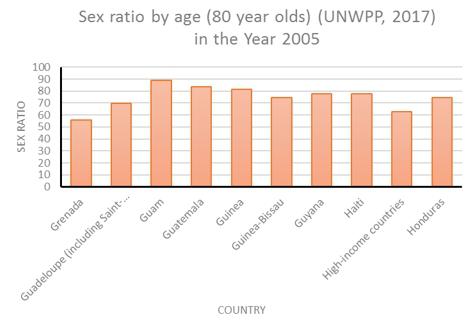 Sex ratio by age (80 year olds) (UNWPP, 2017)
in the Year 2005
100
90
80
70
60
50
40
30
20
10
0
SEX RATIO
Grenada
Guadeloupe (including Saint-...
Guam
Guatemala
Guinea
Guinea-Bissau
Guyana
Haiti
High-income countries
Honduras
COUNTRY